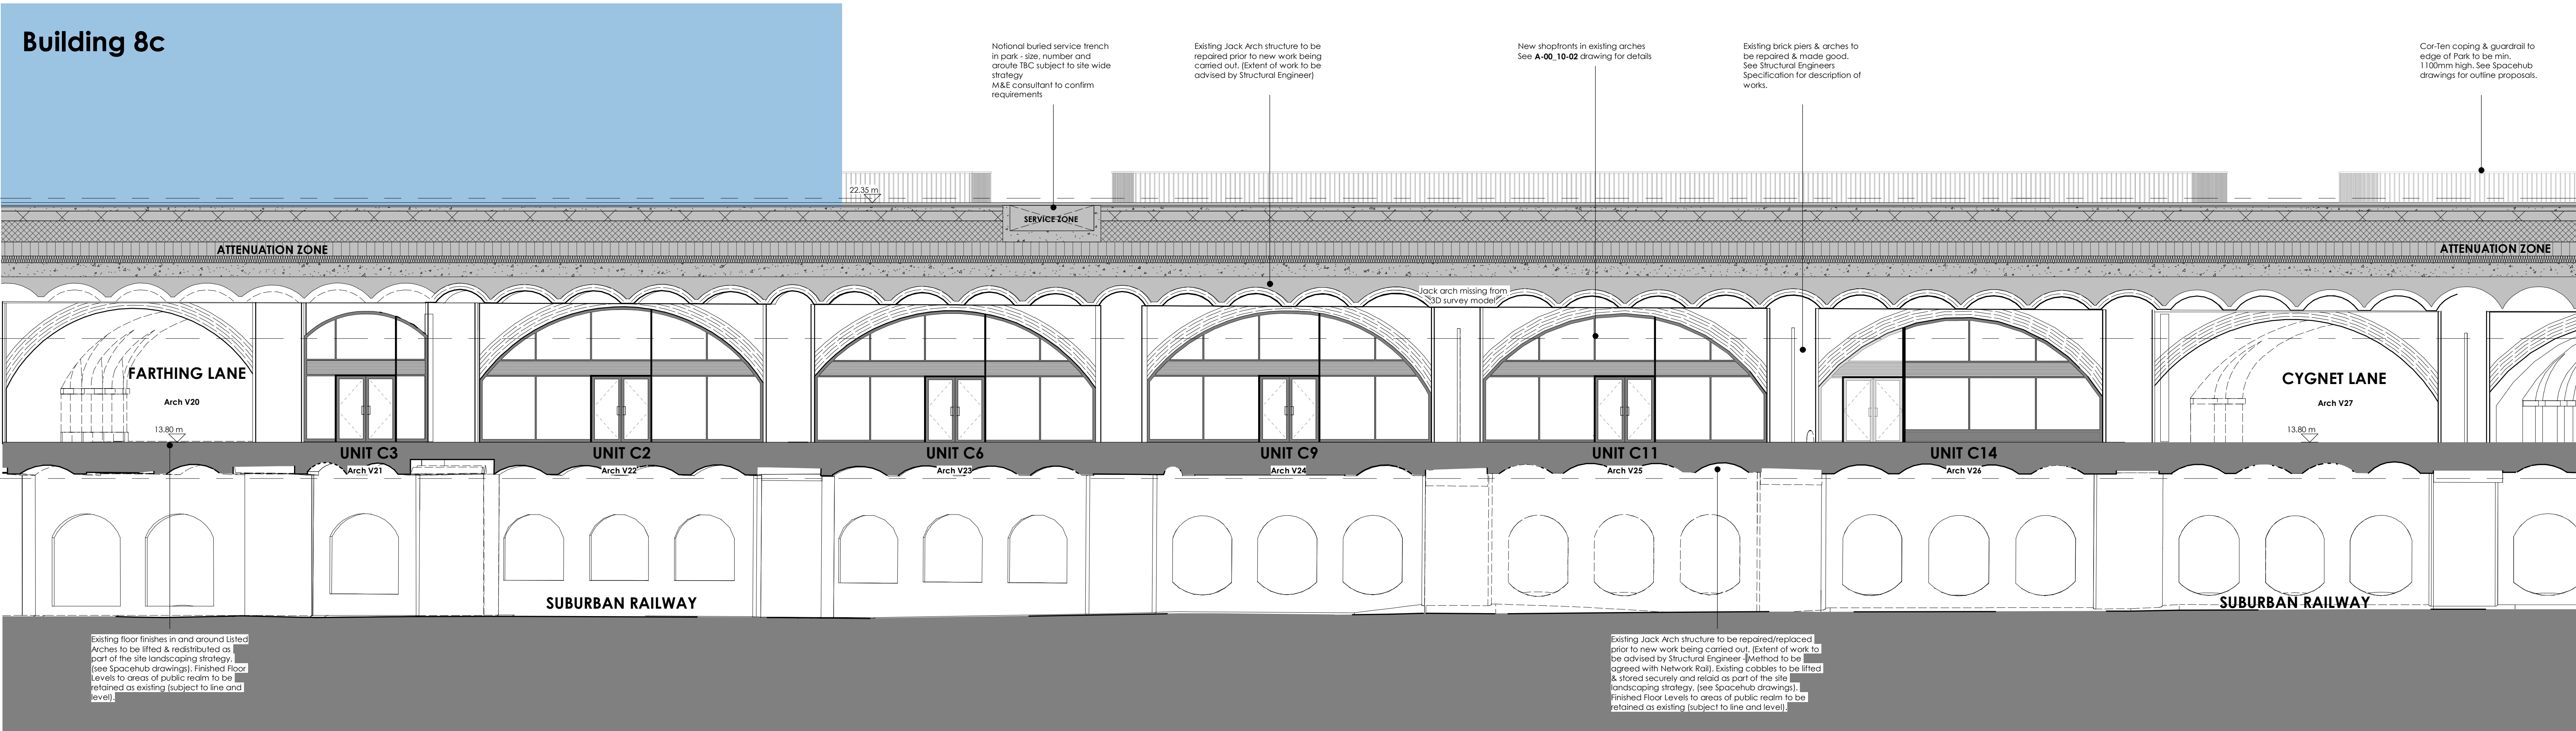 Building 8c
Notional buried service trench
in park - size, number and
aroute TBC subject to site wide
strategy
M&E consultant to confirm
requirements
Existing Jack Arch structure to be
repaired prior to new work being
carried out. (Extent of work to be
advised by Structural Engineer)
New shopfronts in existing arches
See A-00_10-02 drawing for details
Existing brick piers & arches to
be repaired & made good.
See Structural Engineers
Specification for description of
works.
Cor-Ten coping & guardrail to
edge of Park to be min.
1100mm high. See Spacehub
drawings for outline proposals.
22.35 m
SERVICE ZONE
ATTENUATION ZONE
ATTENUATION ZONE
Jack arch missing from
3D survey model
FARTHING LANE
Arch V20
13.80 m
CYGNET LANE
Arch V27
13.80 m
UNIT C3
Arch V21
UNIT C2
Arch V22
UNIT C6
Arch V23
UNIT C9
Arch V24
UNIT C11
Arch V25
UNIT C14
Arch V26
SUBURBAN RAILWAY
SUBURBAN RAILWAY
Existing floor finishes in and around Listed
Arches to be lifted & redistributed as
part of the site landscaping strategy.
(see Spacehub drawings). Finished Floor
Levels to areas of public realm to be
retained as existing (subject to line and
level).
Existing Jack Arch structure to be repaired/replaced
prior to new work being carried out. (Extent of work to
be advised by Structural Engineer - Method to be
agreed with Network Rail). Existing cobbles to be lifted
& stored securely and relaid as part of the site
landscaping strategy. (see Spacehub drawings).
Finished Floor Levels to areas of public realm to be
retained as existing (subject to line and level).